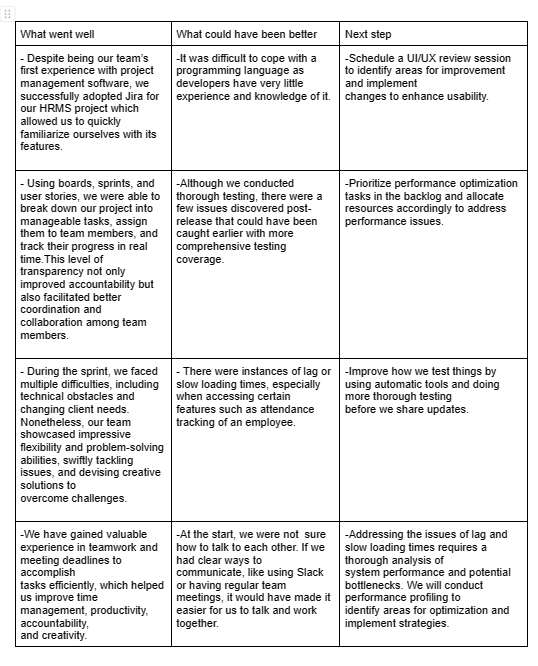 What went well
What could have been better
Next step
- Despite being our team's
first experience with project
management software, we
successfully adopted Jira for
our HRMS project which
allowed us to quickly
familiarize ourselves with its
features.
-It was difficult to cope with a
programming language as
developers have very little
experience and knowledge of it.
-Schedule a UI/UX review session
to identify areas for improvement
and implement
changes to enhance usability.
- Using boards, sprints, and
user stories, we were able to
break down our project into
manageable tasks, assign
them to team members, and
track their progress in real
time.This level of
transparency not only
improved accountability but
also facilitated better
coordination and
collaboration among team
members.
-Although we conducted
thorough testing, there were a
few issues discovered post-
release that could have been
caught earlier with more
comprehensive testing
coverage.
-Prioritize performance optimization
tasks in the backlog and allocate
resources accordingly to address
performance issues.
- During the sprint, we faced
multiple difficulties, including
technical obstacles and
changing client needs.
Nonetheless, our team
showcased impressive
flexibility and problem-solving
abilities, swiftly tackling
issues, and devising creative
solutions to
overcome challenges.
- There were instances of lag or
slow loading times, especially
when accessing certain
features such as attendance
tracking of an employee.
-Improve how we test things by
using automatic tools and doing
more thorough testing
before we share updates.
-We have gained valuable
experience in teamwork and
meeting deadlines to
accomplish
tasks efficiently, which helped
us improve time
management, productivity,
accountability,
and creativity.
-At the start, we were not  sure
how to talk to each other. If we
had clear ways to
communicate, like using Slack
or having regular team
meetings, it would have made it
easier for us to talk and work
together.
-Addressing the issues of lag and
slow loading times requires a
thorough analysis of
system performance and potential
bottlenecks. We will conduct
performance profiling to
identify areas for optimization and
implement strategies.